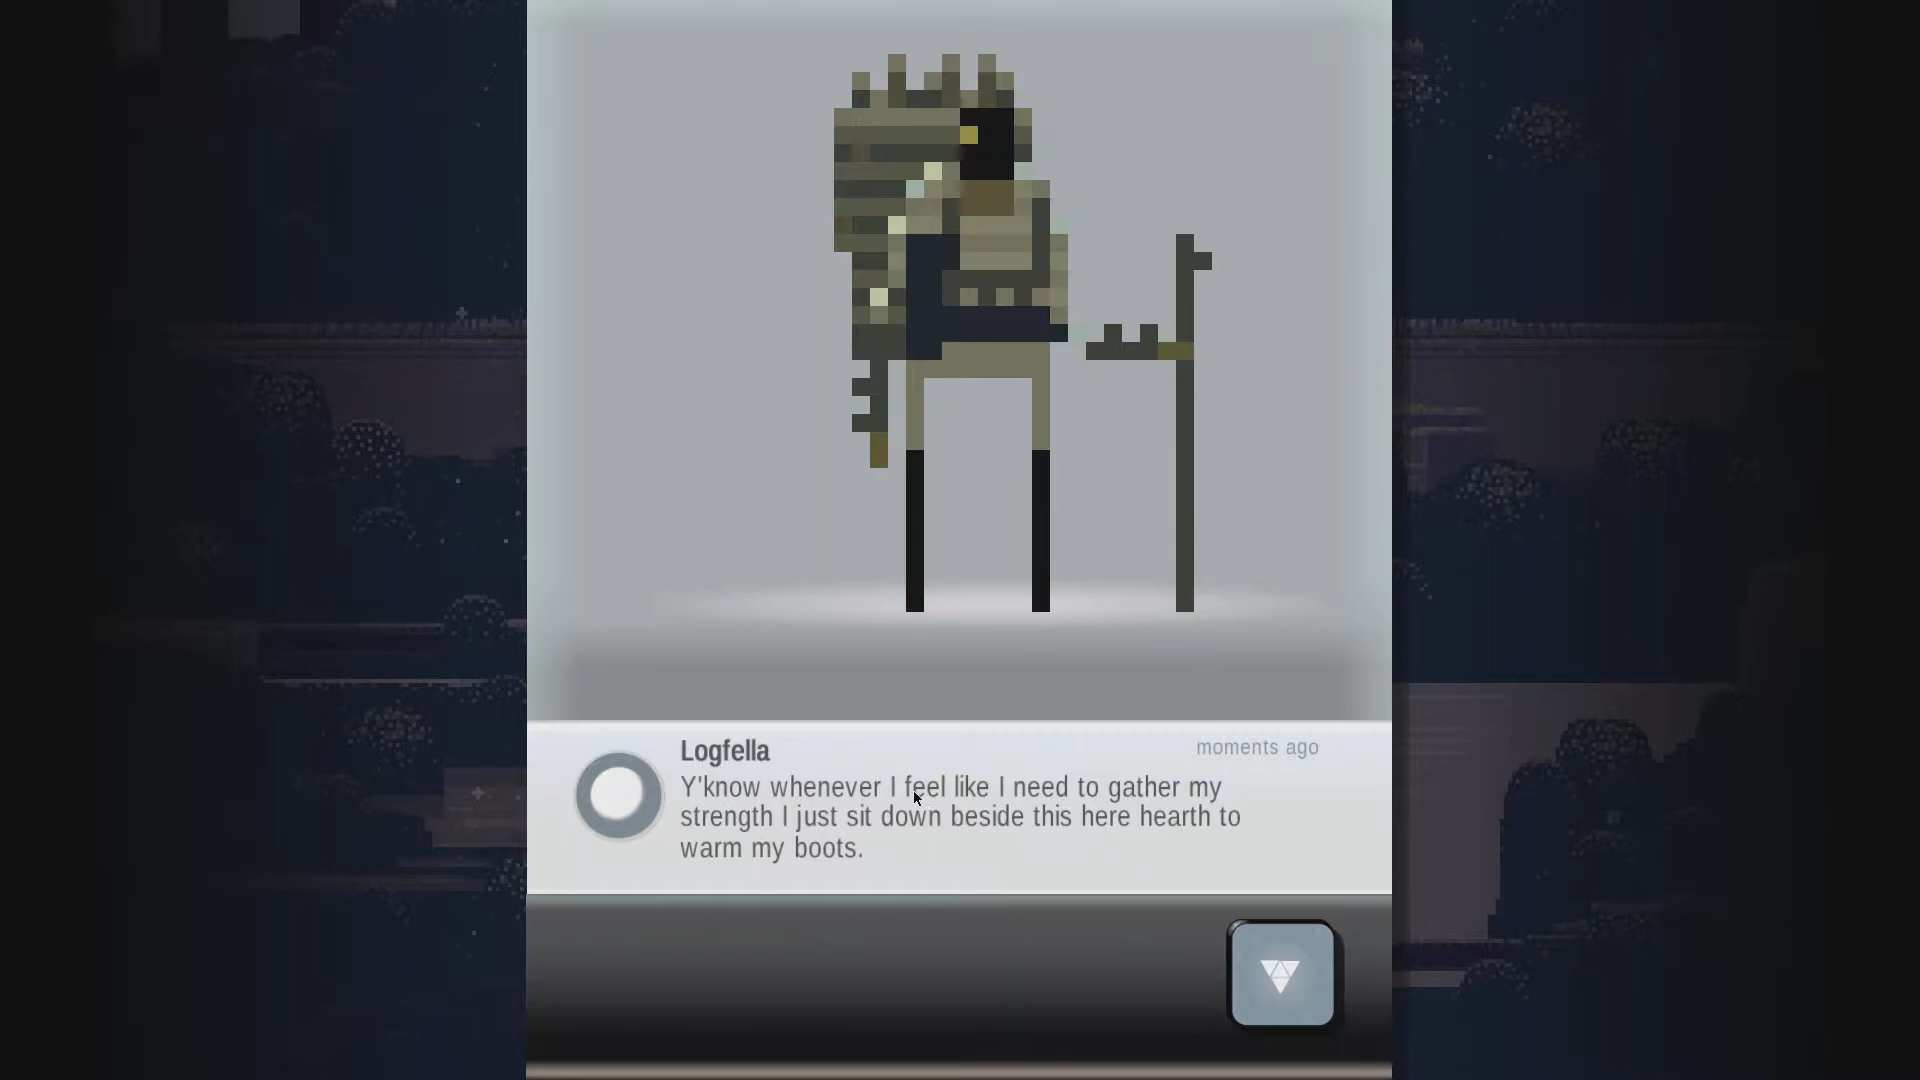 Logfella
moments ago
Y'know whenever I feel like I need to gather my
strength I just sit down beside this here hearth to
warm my boots.